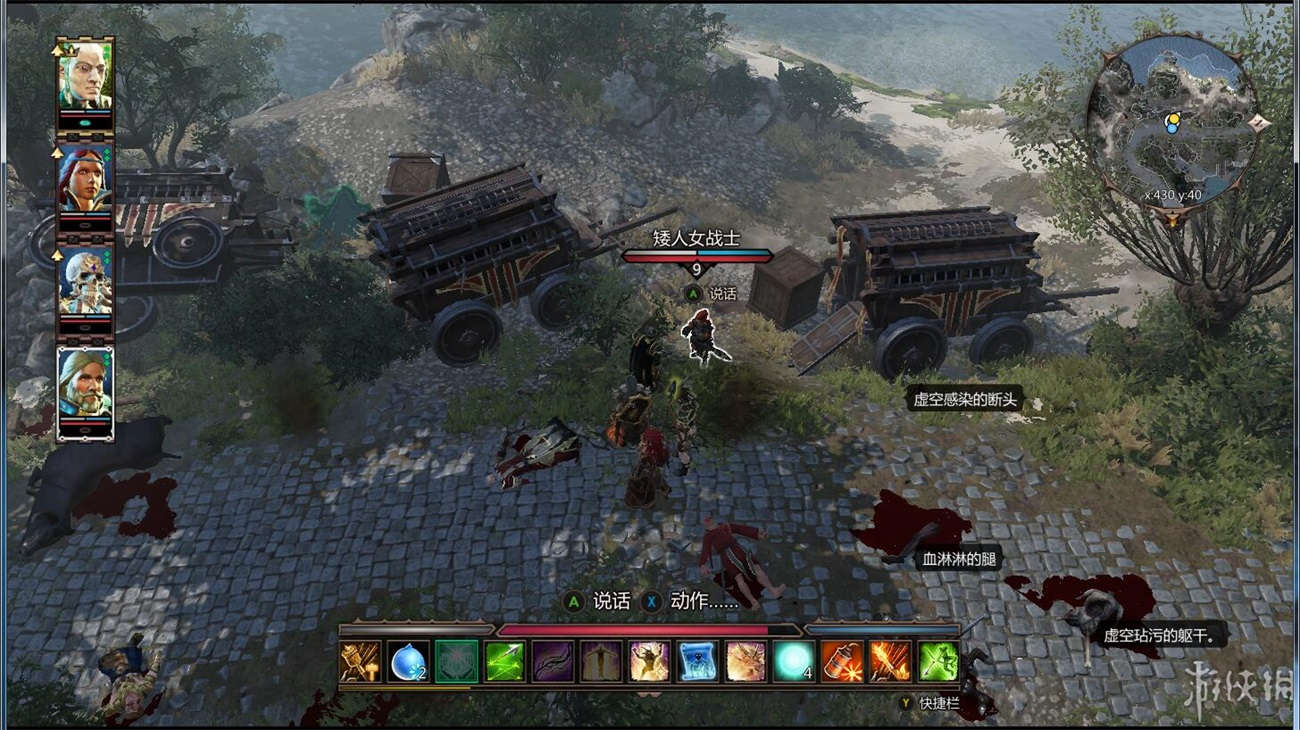 x:430 y:40
矮人女战士
9
A 说话
虚空感染的断头
血淋淋的腿
A 说话 X 动作......
虚空玷污的躯干。
2
4
Y 快捷栏
游侠网